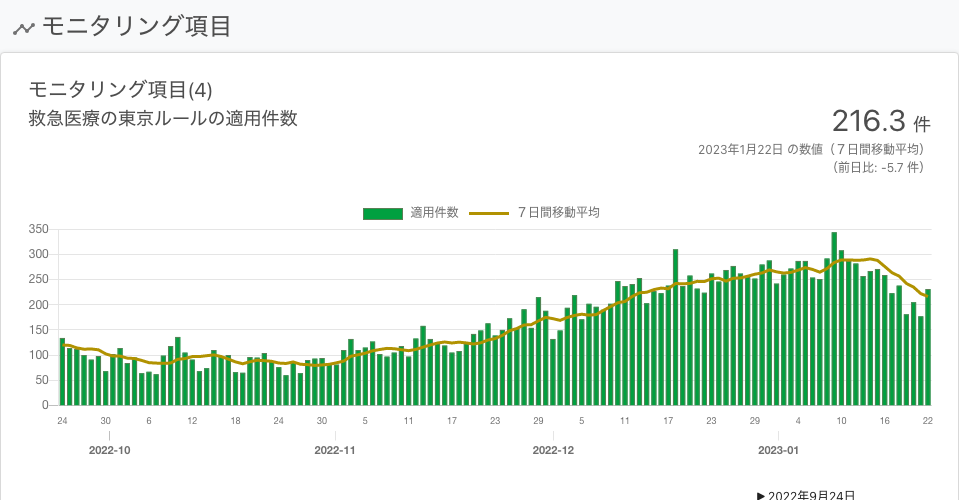 モニタリング項目
モニタリング項目(4)
救急医療の東京ルールの適用件数
216.3 件
2023年1月22日 の数値（７日間移動平均）
（前日比: -5.7 件）
適用件数 ７日間移動平均
350
300
250
200
150
100
50
0
24 30 6 12 18 24 30 5 11 17 23 29 5 11 17 23 29 4 10 16 22
2022-10 2022-11 2022-12 2023-01
▶ 2022年9月24日